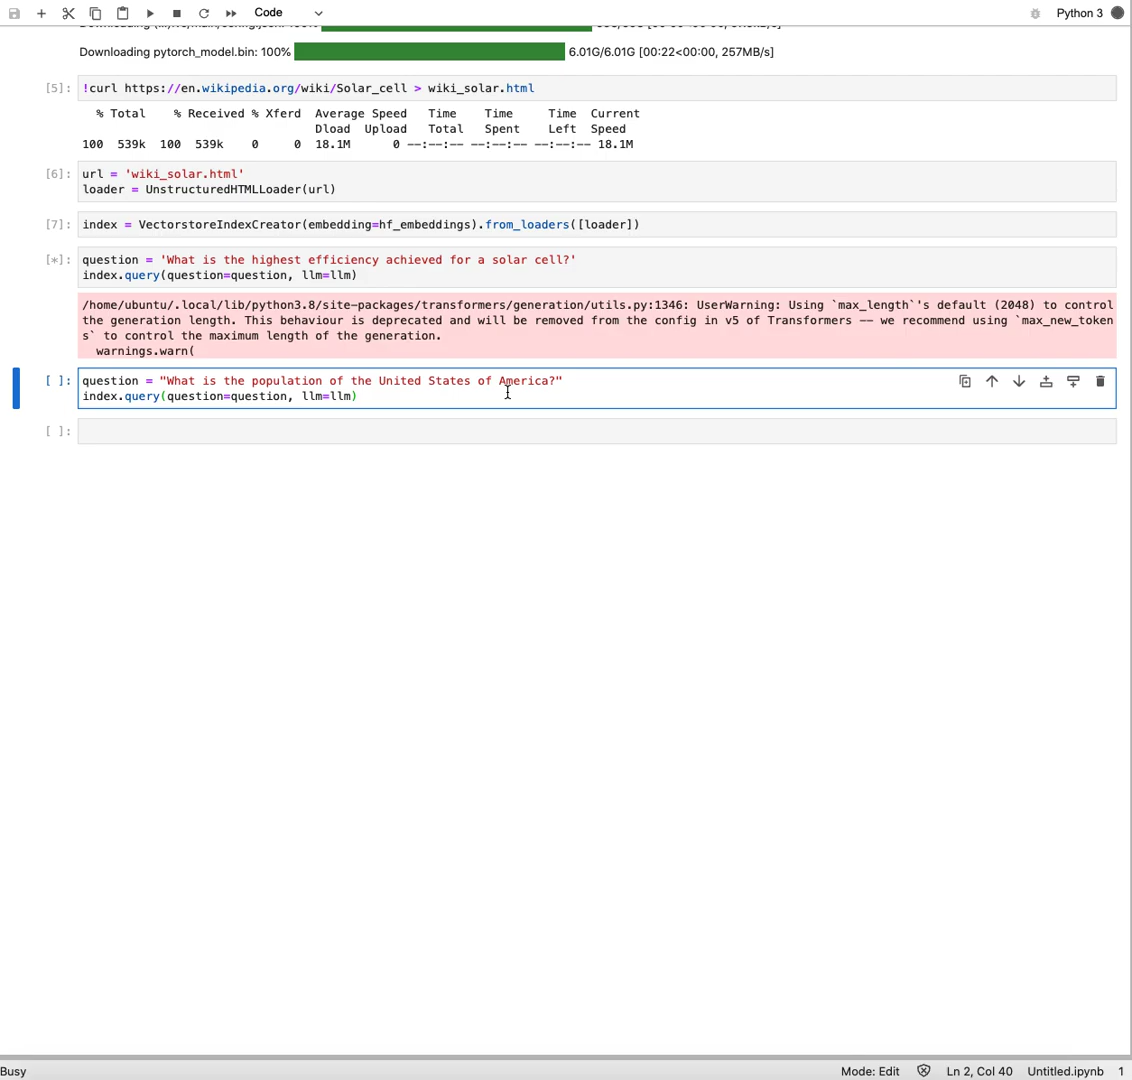 Code
Python 3
Downloading pytorch_model.bin: 100%
6.01G/6.01G [00:22<00:00, 257MB/s]
[5]:
!curl https://en.wikipedia.org/wiki/Solar_cell > wiki_solar.html
% Total % Received % Xferd Average Speed Time Time Time Current
Dload Upload Total Spent Left Speed
100 539k 100 539k 0 0 18.1M 0 --:--:-- --:--:-- --:--:-- 18.1M
[6]:
url = 'wiki_solar.html'
loader = UnstructuredHTMLLoader(url)
[7]:
index = VectorstoreIndexCreator(embedding=hf_embeddings).from_loaders([loader])
[*]:
question = 'What is the highest efficiency achieved for a solar cell?'
index.query(question=question, llm=llm)
/home/ubuntu/.local/lib/python3.8/site-packages/transformers/generation/utils.py:1346: UserWarning: Using `max_length`'s default (2048) to control
the generation length. This behaviour is deprecated and will be removed from the config in v5 of Transformers -- we recommend using `max_new_token
s` to control the maximum length of the generation.
warnings.warn(
[ ]:
question = "What is the population of the United States of America?"
index.query(question=question, llm=llm)
[ ]:
Busy
Mode: Edit
Ln 2, Col 40
Untitled.ipynb
1